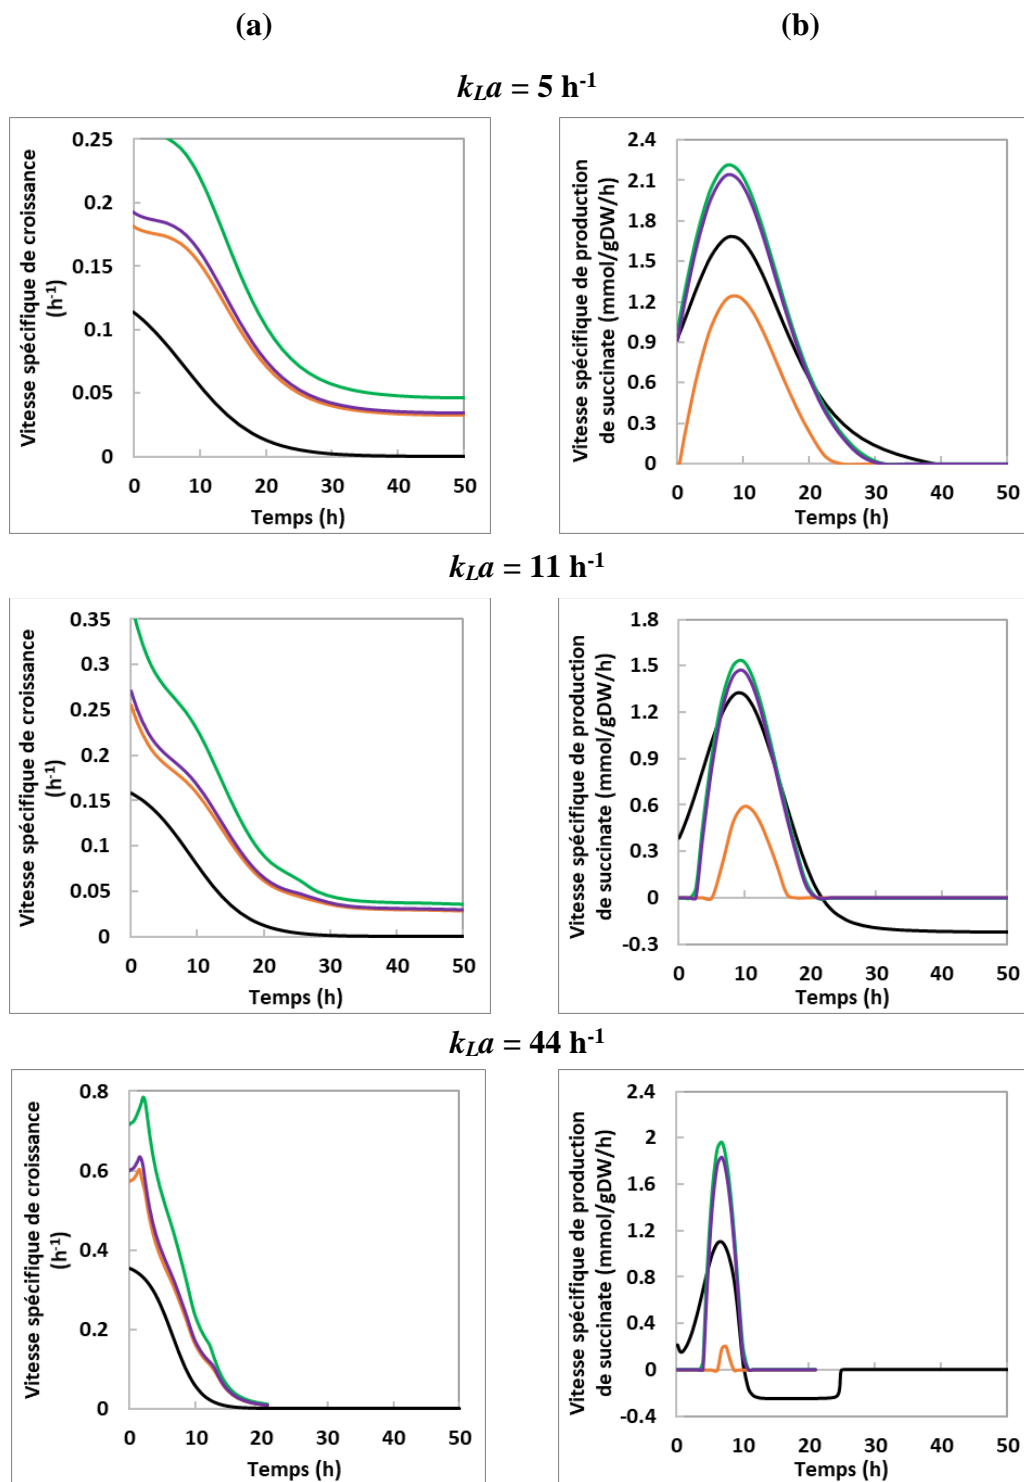 (a)
(b)
kLa = 5 h-1
Vitesse spécifique de croissance
(h-1)
0.25
0.2
0.15
0.1
0.05
0
0 10 20 30 40 50
Temps (h)
Vitesse spécifique de production
de succinate (mmol/gDW/h)
2.4
2.1
1.8
1.5
1.2
0.9
0.6
0.3
0
0 10 20 30 40 50
Temps (h)
kLa = 11 h-1
Vitesse spécifique de croissance
(h-1)
0.35
0.3
0.25
0.2
0.15
0.1
0.05
0
0 10 20 30 40 50
Temps (h)
Vitesse spécifique de production
de succinate (mmol/gDW/h)
1.8
1.5
1.2
0.9
0.6
0.3
0
-0.3
0 10 20 30 40 50
Temps (h)
kLa = 44 h-1
Vitesse spécifique de croissance
(h-1)
0.8
0.6
0.4
0.2
0
0 10 20 30 40 50
Temps (h)
Vitesse spécifique de production
de succinate (mmol/gDW/h)
2.4
2
1.6
1.2
0.8
0.4
0
-0.4
0 10 20 30 40 50
Temps (h)